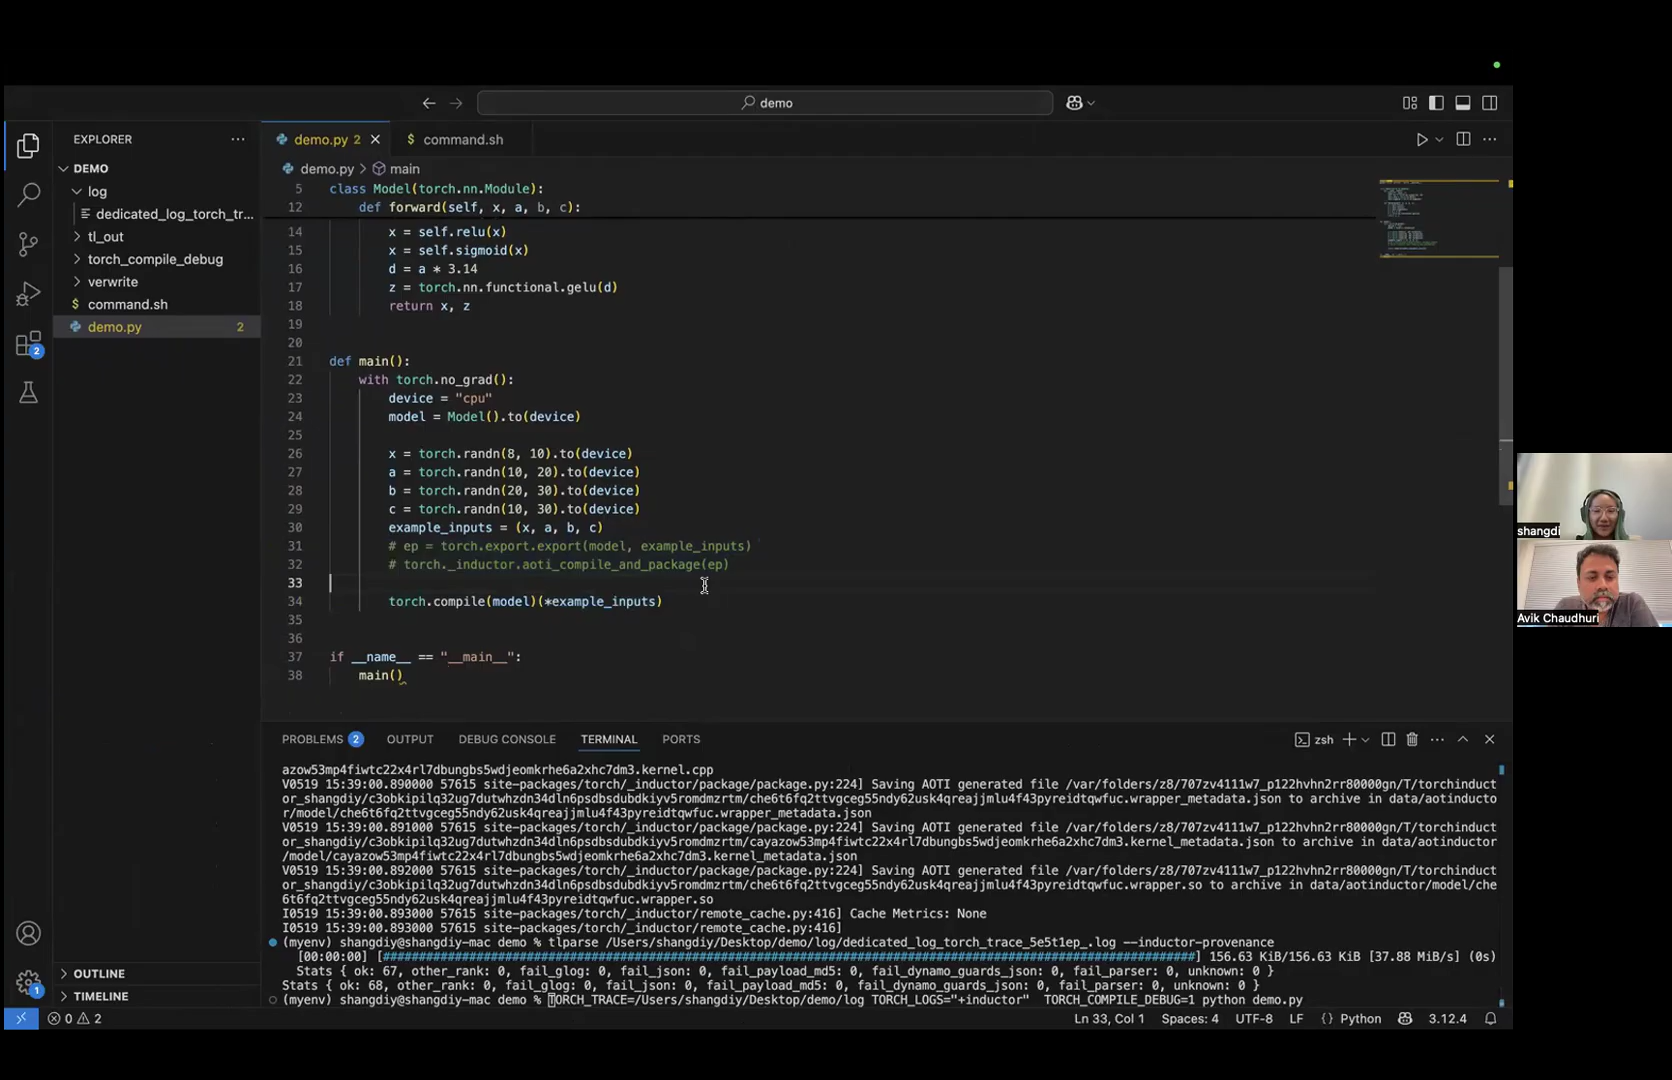 demo
EXPLORER
DEMO
log
dedicated_log_torch_tr...
tl_out
torch_compile_debug
verwrite
$ command.sh
demo.py 2
2
OUTLINE
TIMELINE
1
demo.py 2
$ command.sh
demo.py > main
5 class Model(torch.nn.Module):
12 def forward(self, x, a, b, c):
14 x = self.relu(x)
15 x = self.sigmoid(x)
16 d = a * 3.14
17 z = torch.nn.functional.gelu(d)
18 return x, z
19
20
21 def main():
22 with torch.no_grad():
23 device = "cpu"
24 model = Model().to(device)
25
26 x = torch.randn(8, 10).to(device)
27 a = torch.randn(10, 20).to(device)
28 b = torch.randn(20, 30).to(device)
29 c = torch.randn(10, 30).to(device)
30 example_inputs = (x, a, b, c)
31 # ep = torch.export.export(model, example_inputs)
32 # torch._inductor.aoti_compile_and_package(ep)
33
34 torch.compile(model)(*example_inputs)
35
36
37 if __name__ == "__main__":
38 main()
PROBLEMS 2 OUTPUT DEBUG CONSOLE TERMINAL PORTS
zsh
azow53mp4fiwtc22x4rl7dbungbs5wdjeomkrhe6a2xhc7dm3.kernel.cpp
V0519 15:39:00.891000 57615 site-packages/torch/_inductor/package/package.py:224] Saving AOTI generated file /var/folders/z8/707zv4111w7_p122hvhn2rr80000gn/T/torchinduct
or_shangdiy/c3obkipilq32ug7dutwhzdn34dln6psdbsdubdkiyv5romdmzrtm/che6t6fq2ttvgceg55ndy62usk4qreajjmlu4f43pyreidtqwfuc.wrapper_metadata.json to archive in data/aotinducto
r/model/che6t6fq2ttvgceg55ndy62usk4qreajjmlu4f43pyreidtqwfuc.wrapper_metadata.json
V0519 15:39:00.891000 57615 site-packages/torch/_inductor/package/package.py:224] Saving AOTI generated file /var/folders/z8/707zv4111w7_p122hvhn2rr80000gn/T/torchinduct
or_shangdiy/c3obkipilq32ug7dutwhzdn34dln6psdbsdubdkiyv5romdmzrtm/cayazow53mp4fiwtc22x4rl7dbungbs5wdjeomkrhe6a2xhc7dm3.kernel_metadata.json to archive in data/aotinductor
/model/cayazow53mp4fiwtc22x4rl7dbungbs5wdjeomkrhe6a2xhc7dm3.kernel_metadata.json
V0519 15:39:00.892000 57615 site-packages/torch/_inductor/package/package.py:224] Saving AOTI generated file /var/folders/z8/707zv4111w7_p122hvhn2rr80000gn/T/torchinduct
or_shangdiy/c3obkipilq32ug7dutwhzdn34dln6psdbsdubdkiyv5romdmzrtm/che6t6fq2ttvgceg55ndy62usk4qreajjmlu4f43pyreidtqwfuc.wrapper.so to archive in data/aotinductor/model/che
6t6fq2ttvgceg55ndy62usk4qreajjmlu4f43pyreidtqwfuc.wrapper.so
I0519 15:39:00.893000 57615 site-packages/torch/_inductor/remote_cache.py:416] Cache Metrics: None
I0519 15:39:00.893000 57615 site-packages/torch/_inductor/remote_cache.py:416]
(myenv) shangdiy@shangdiy-mac demo % tlparse /Users/shangdiy/Desktop/demo/log/dedicated_log_torch_trace_5e5t1ep_.log --inductor-provenance
156.63 KiB/156.63 KiB [37.88 MiB/s] (0s)
Stats { ok: 67, other_rank: 0, fail_glog: 0, fail_json: 0, fail_payload_md5: 0, fail_dynamo_guards_json: 0, fail_parser: 0, unknown: 0 }
Stats { ok: 68, other_rank: 0, fail_glog: 0, fail_json: 0, fail_payload_md5: 0, fail_dynamo_guards_json: 0, fail_parser: 0, unknown: 0 }
(myenv) shangdiy@shangdiy-mac demo % TORCH_TRACE=/Users/shangdiy/Desktop/demo/log TORCH_LOGS="+inductor" TORCH_COMPILE_DEBUG=1 python demo.py
0 2 Ln 33, Col 1 Spaces: 4 UTF-8 LF {} Python 3.12.4
shangdi
Avik Chaudhuri